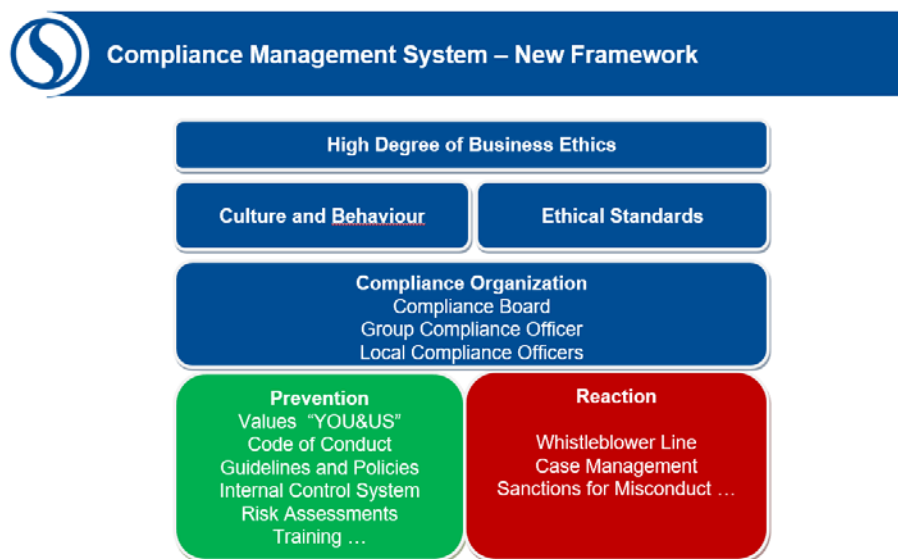 Compliance Management System – New Framework
High Degree of Business Ethics
Culture and Behaviour
Ethical Standards
Compliance Organization
Compliance Board
Group Compliance Officer
Local Compliance Officers
Prevention
Values “YOU&US”
Code of Conduct
Guidelines and Policies
Internal Control System
Risk Assessments
Training …
Reaction
Whistleblower Line
Case Management
Sanctions for Misconduct …